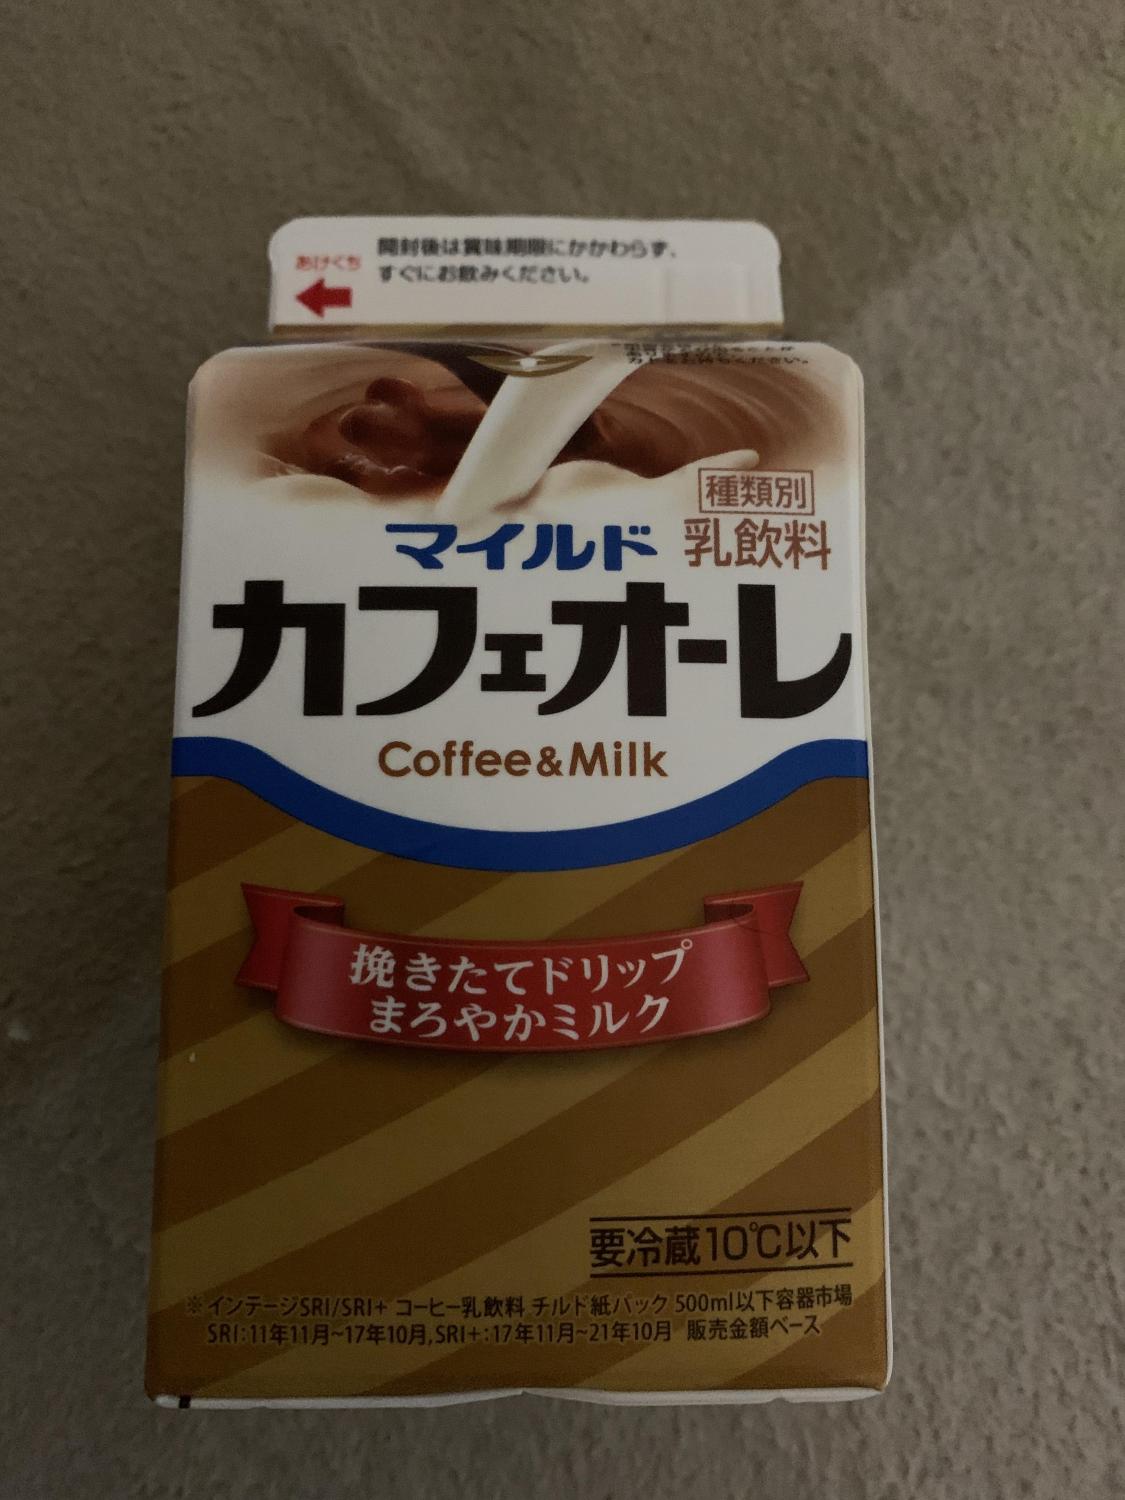 開封後は賞味期限にかかわらず、
すぐにお飲みください。
あけくち
種類別
乳飲料
マイルド
カフェオーレ
Coffee&Milk
挽きたてドリップ
まろやかミルク
要冷蔵10℃以下
※インテージSRI/SRI+ コーヒー乳飲料 チルド紙パック 500ml以下容器市場
SRI:11年11月~17年10月,SRI+:17年11月~21年10月 販売金額ベース